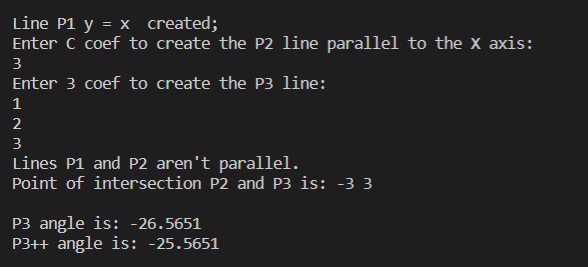 Line P1 y = x  created;
Enter C coef to create the P2 line parallel to the X axis:
3
Enter 3 coef to create the P3 line:
1
2
3
Lines P1 and P2 aren't parallel.
Point of intersection P2 and P3 is: -3 3

P3 angle is: -26.5651
P3++ angle is: -25.5651